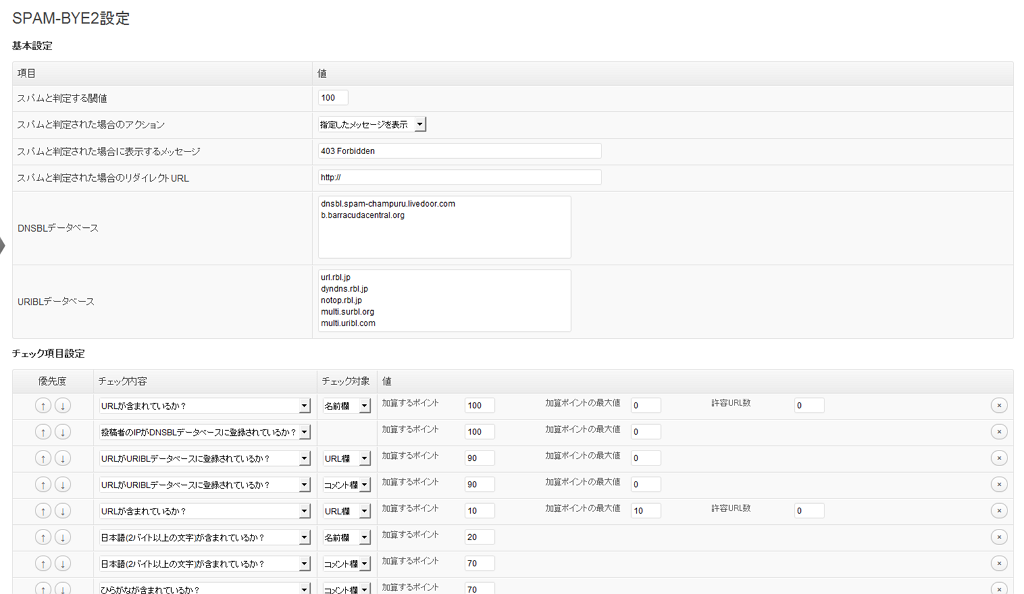 SPAM-BYE2設定
基本設定
項目 値
スパムと判定する閾値 100
スパムと判定された場合のアクション 指定したメッセージを表示
スパムと判定された場合に表示するメッセージ 403 Forbidden
スパムと判定された場合のリダイレクトURL http://
DNSBLデータベース
dnsbl.spam-champuru.livedoor.com
b.barracudacentral.org
URIBLデータベース
url.rbl.jp
dyndns.rbl.jp
notop.rbl.jp
multi.surbl.org
multi.uribl.com
チェック項目設定
優先度 チェック内容 チェック対象 値
↑ ↓ URLが含まれているか? 名前欄 加算するポイント 100 加算ポイントの最大値 0 許容URL数 0 ×
↑ ↓ 投稿者のIPがDNSBLデータベースに登録されているか? 加算するポイント 100 加算ポイントの最大値 0 ×
↑ ↓ URLがURIBLデータベースに登録されているか? URL欄 加算するポイント 90 加算ポイントの最大値 0 ×
↑ ↓ URLがURIBLデータベースに登録されているか? コメント欄 加算するポイント 90 加算ポイントの最大値 0 ×
↑ ↓ URLが含まれているか? URL欄 加算するポイント 10 加算ポイントの最大値 10 許容URL数 0 ×
↑ ↓ 日本語(2バイト以上の文字)が含まれているか? 名前欄 加算するポイント 20 ×
↑ ↓ 日本語(2バイト以上の文字)が含まれているか? コメント欄 加算するポイント 70 ×
↑ ↓ ひらがなが含まれているか? コメント欄 加算するポイント 70 ×